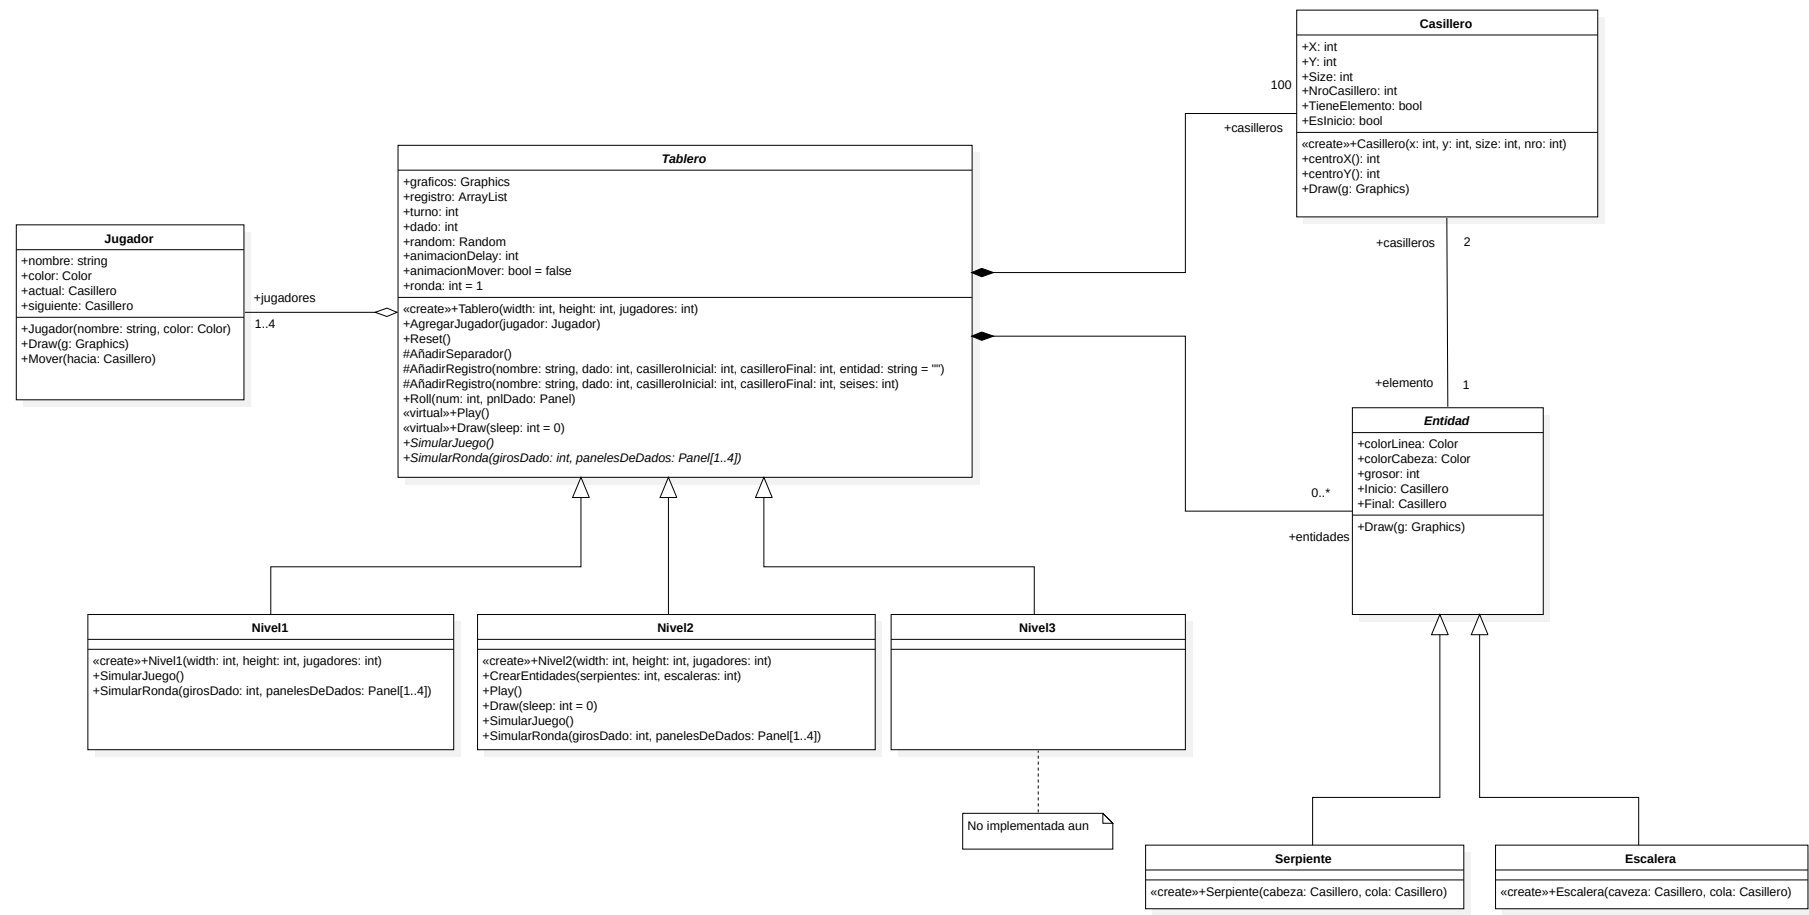 Casillero
+X: int
+Y: int
+Size: int
+NroCasillero: int
+TieneElemento: bool
+EsInicio: bool
«create»+Casillero(x: int, y: int, size: int, nro: int)
+centroX(): int
+centroY(): int
+Draw(g: Graphics)
100
+casilleros
Tablero
+graficos: Graphics
+registro: ArrayList
+turno: int
+dado: int
+random: Random
+animacionDelay: int
+animacionMover: bool = false
+ronda: int = 1
«create»+Tablero(width: int, height: int, jugadores: int)
+AgregarJugador(jugador: Jugador)
+Reset()
#AñadirSeparador()
#AñadirRegistro(nombre: string, dado: int, casilleroInicial: int, casilleroFinal: int, entidad: string = "")
#AñadirRegistro(nombre: string, dado: int, casilleroInicial: int, casilleroFinal: int, seises: int)
+Roll(num: int, pnlDado: Panel)
«virtual»+Play()
«virtual»+Draw(sleep: int = 0)
+SimularJuego()
+SimularRonda(girosDado: int, panelesDeDados: Panel[1..4])
Jugador
+nombre: string
+color: Color
+actual: Casillero
+siguiente: Casillero
+Jugador(nombre: string, color: Color)
+Draw(g: Graphics)
+Mover(hacia: Casillero)
+jugadores
1..4
+casilleros
2
+elemento
1
Entidad
+colorLinea: Color
+colorCabeza: Color
+grosor: int
+Inicio: Casillero
+Final: Casillero
+Draw(g: Graphics)
0..*
+entidades
Nivel1
«create»+Nivel1(width: int, height: int, jugadores: int)
+SimularJuego()
+SimularRonda(girosDado: int, panelesDeDados: Panel[1..4])
Nivel2
«create»+Nivel2(width: int, height: int, jugadores: int)
+CrearEntidades(serpientes: int, escaleras: int)
+Play()
+Draw(sleep: int = 0)
+SimularJuego()
+SimularRonda(girosDado: int, panelesDeDados: Panel[1..4])
Nivel3
No implementada aun
Serpiente
«create»+Serpiente(cabeza: Casillero, cola: Casillero)
Escalera
«create»+Escalera(caveza: Casillero, cola: Casillero)